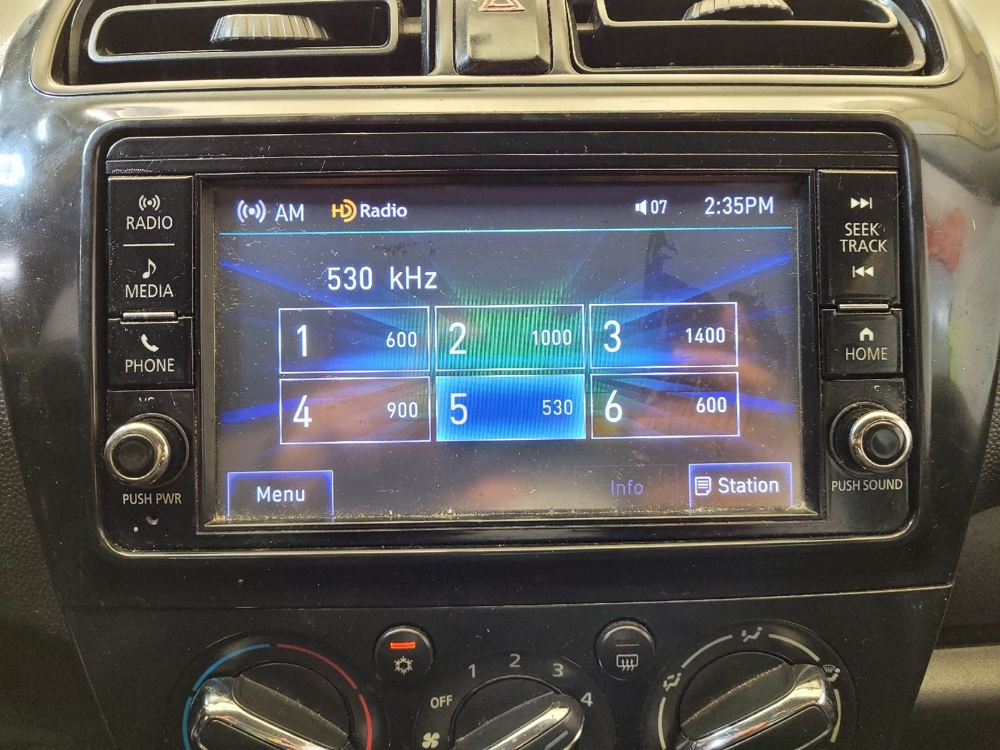 RADIO
MEDIA
PHONE
PUSH PWR
AM HD Radio 07 2:35PM
530 kHz
1 600 2 1000 3 1400
4 900 5 530 6 600
Menu Info Station
SEEK
TRACK
HOME
PUSH SOUND
OFF 1 2 3 4